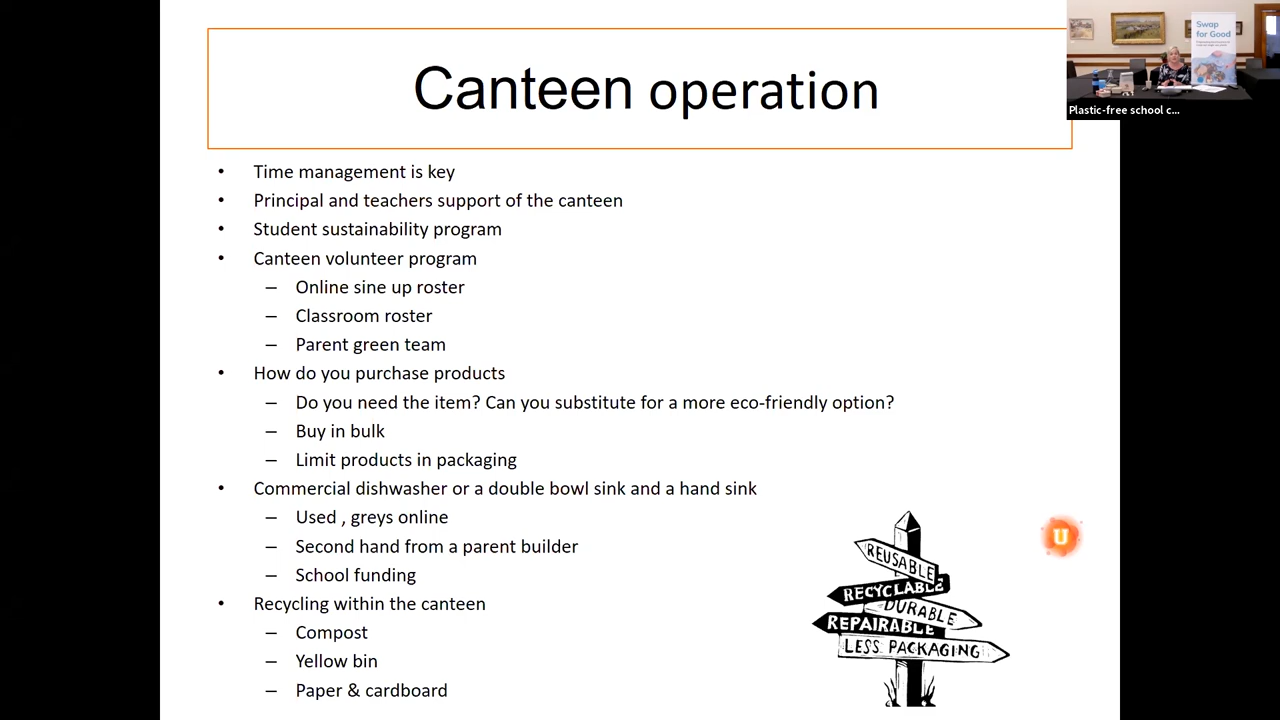 Canteen operation
Swap
for Good
Plastic-free school c...
• Time management is key
• Principal and teachers support of the canteen
• Student sustainability program
• Canteen volunteer program
– Online sine up roster
– Classroom roster
– Parent green team
• How do you purchase products
– Do you need the item? Can you substitute for a more eco-friendly option?
– Buy in bulk
– Limit products in packaging
• Commercial dishwasher or a double bowl sink and a hand sink
– Used , greys online
– Second hand from a parent builder
– School funding
• Recycling within the canteen
– Compost
– Yellow bin
– Paper & cardboard
REUSABLE
RECYCLABLE
DURABLE
REPAIRABLE
LESS PACKAGING
U